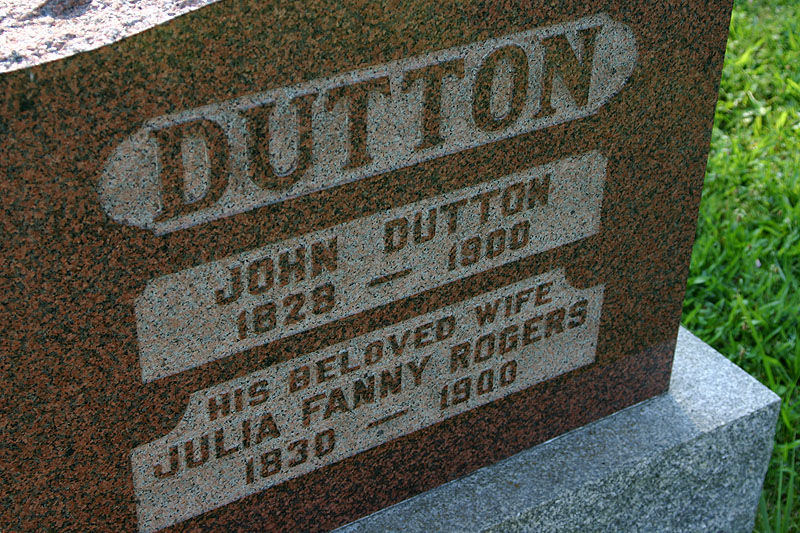 DUTTON
JOHN DUTTON
1828 — 1900
HIS BELOVED WIFE
JULIA FANNY ROGERS
1830 — 1900